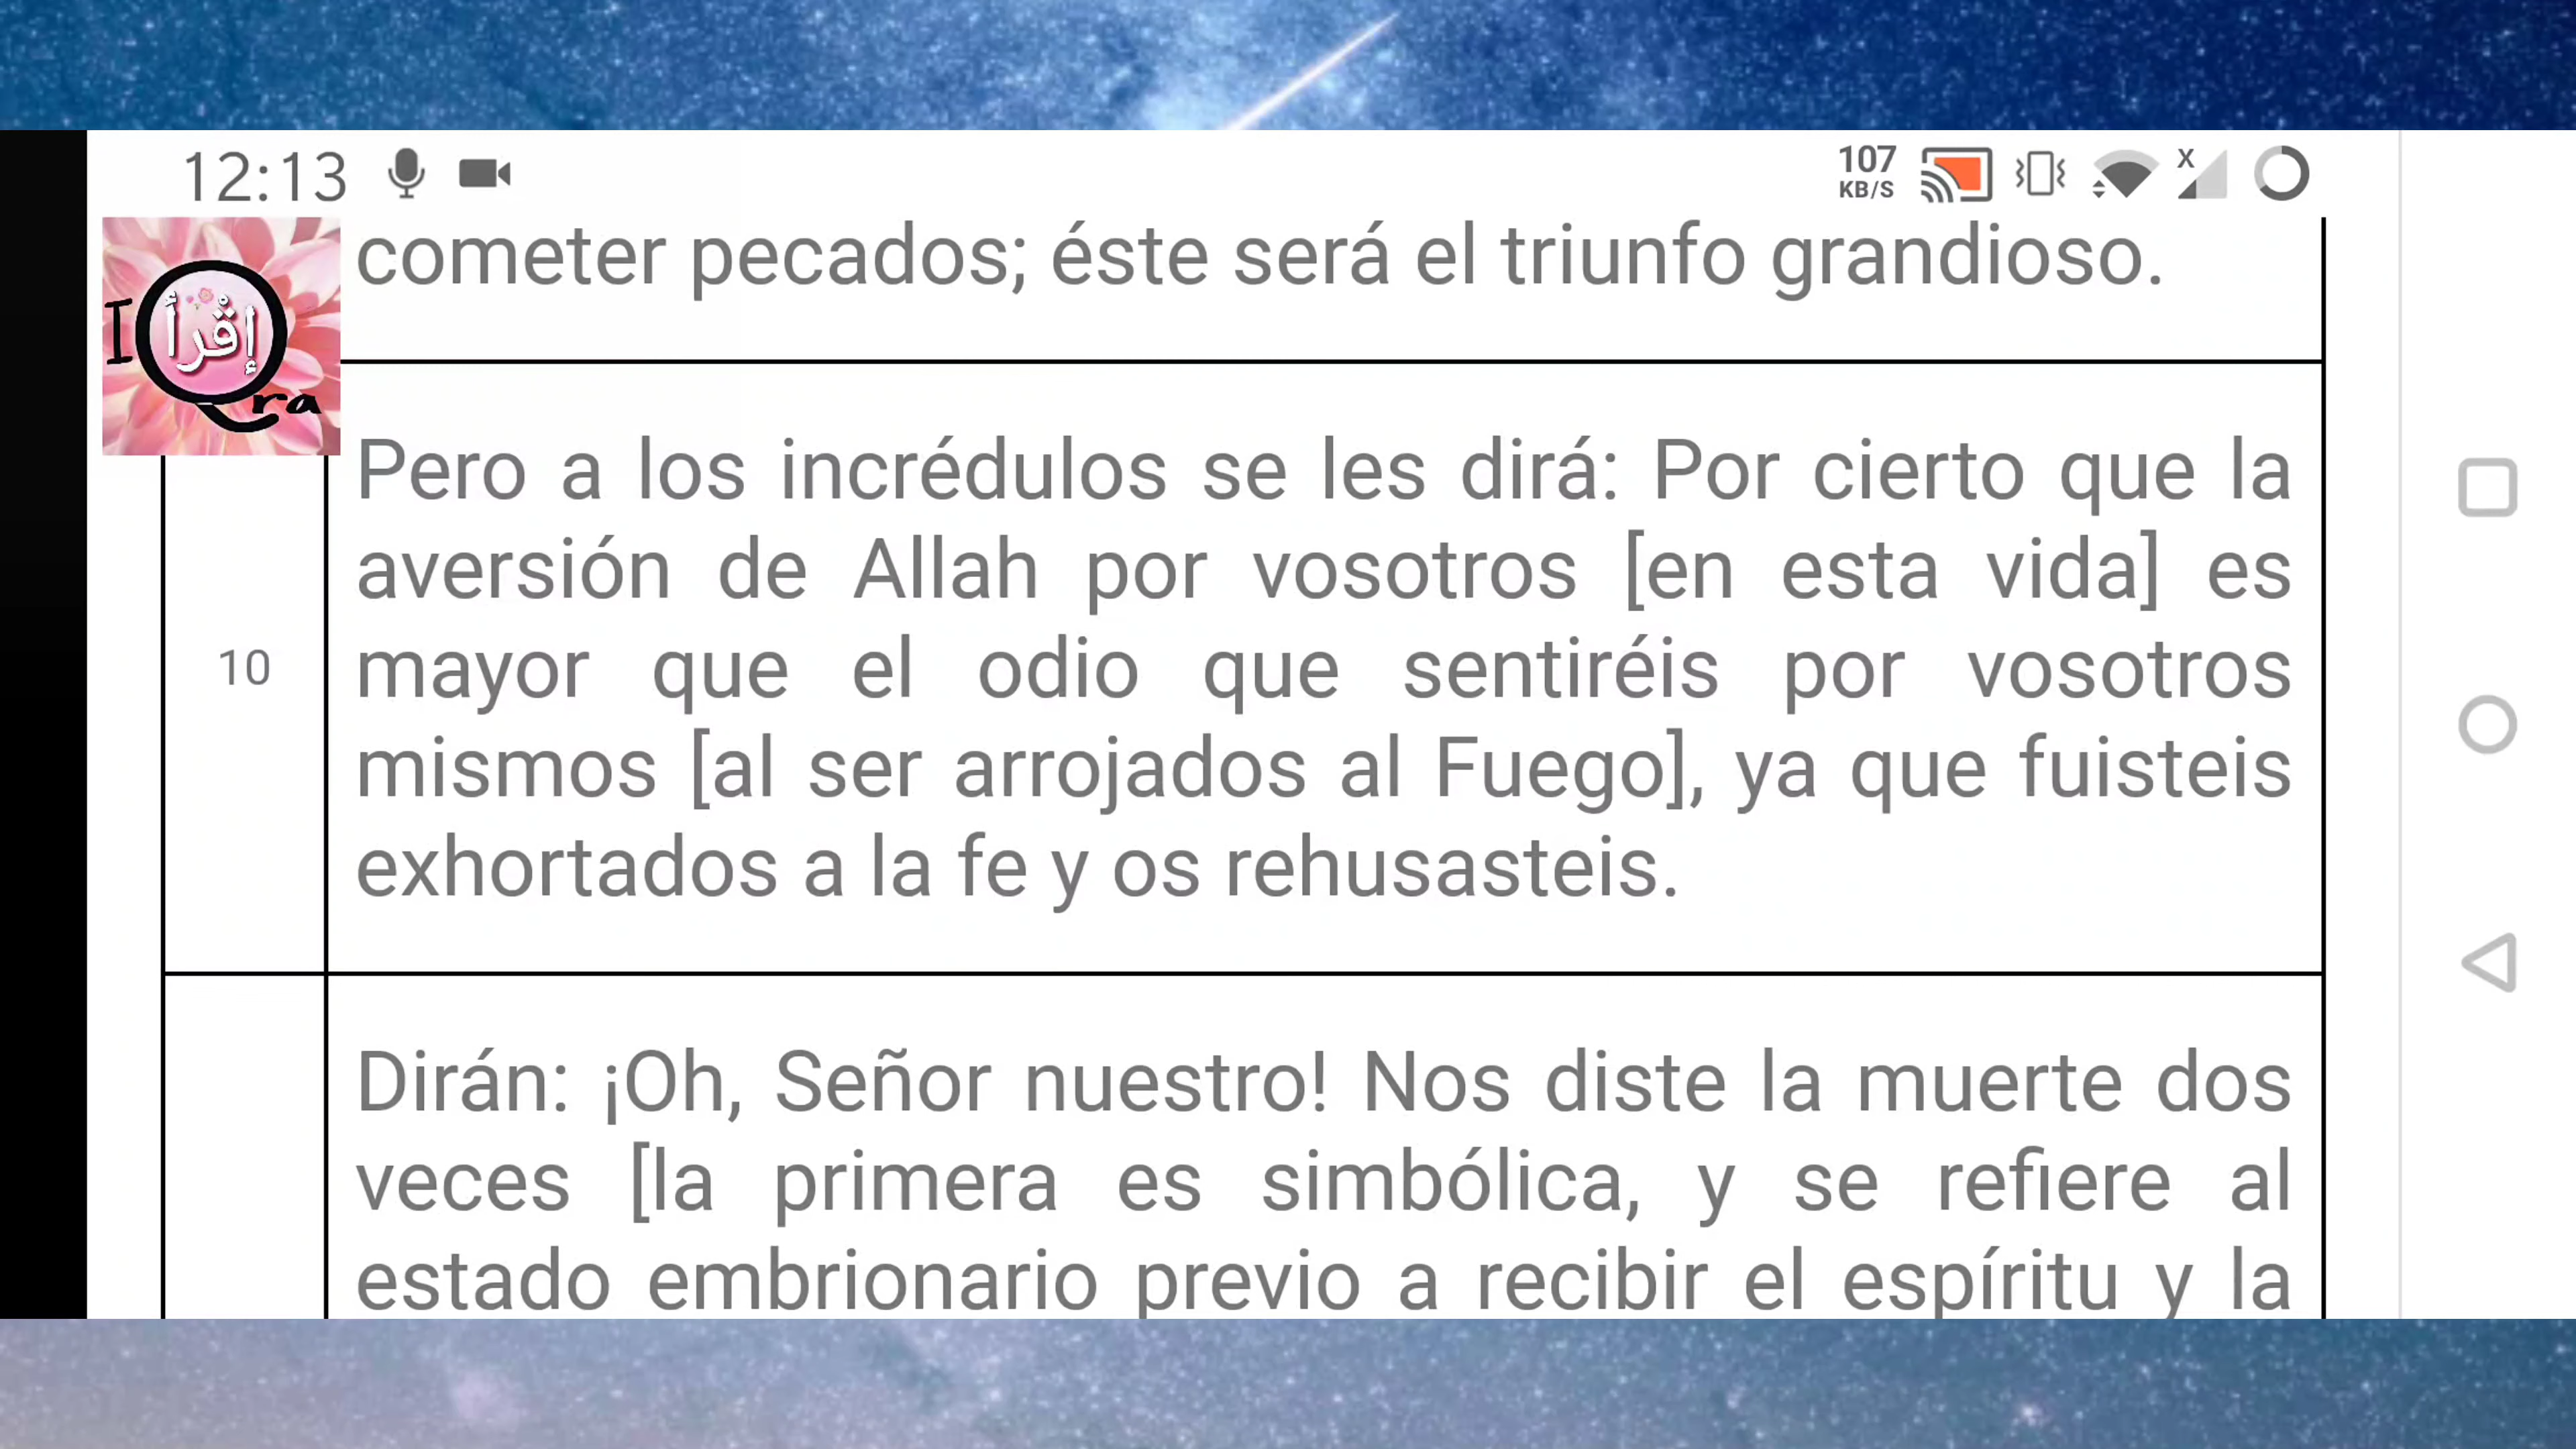 12:13
107
KB/S
x
cometer pecados; éste será el triunfo grandioso.
I إقرأ Qra
10
Pero a los incrédulos se les dirá: Por cierto que la
aversión de Allah por vosotros [en esta vida] es
mayor que el odio que sentiréis por vosotros
mismos [al ser arrojados al Fuego], ya que fuisteis
exhortados a la fe y os rehusasteis.
Dirán: ¡Oh, Señor nuestro! Nos diste la muerte dos
veces [la primera es simbólica, y se refiere al
estado embrionario previo a recibir el espíritu y la